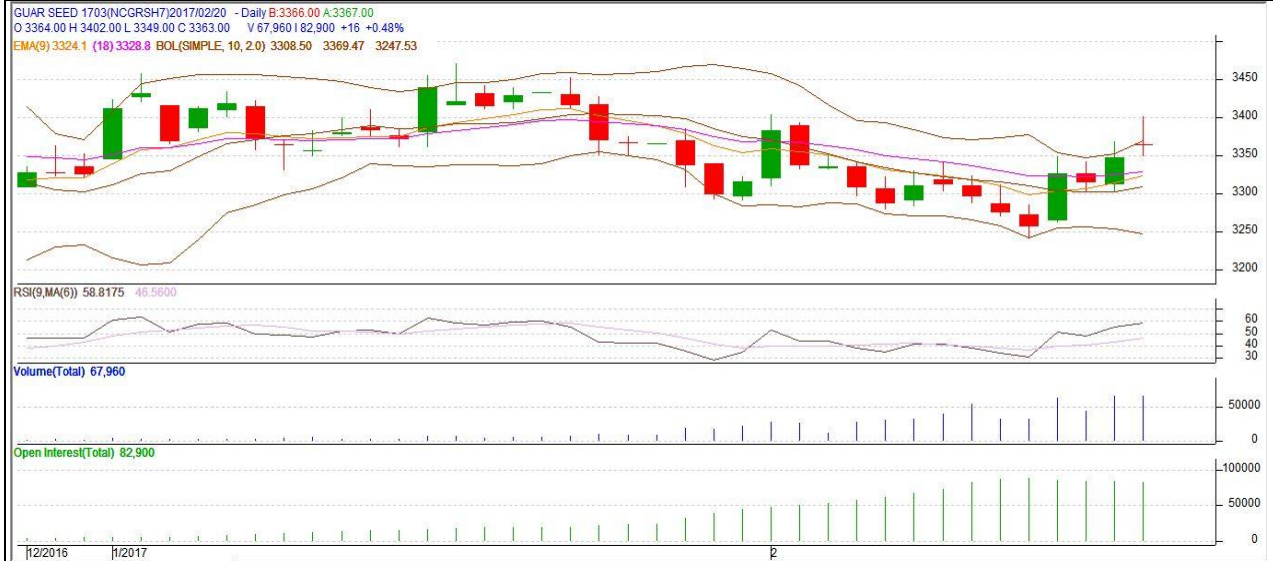 GUAR SEED 1703(NCGRSH7)2017/02/20 - Daily B:3366.00 A:3367.00
O 3364.00 H 3402.00 L 3349.00 C 3363.00 V 67,960 I 82,900 +16 +0.48%
EMA(9) 3324.1 (18) 3328.8 BOL(SIMPLE, 10, 2.0) 3308.50 3369.47 3247.53
3450
3400
3350
3300
3250
3200
RSI(9,MA(6)) 58.8175 46.5600
60
50
40
30
Volume(Total) 67,960
50000
0
Open Interest(Total) 82,900
100000
50000
0
12/2016 1/2017 2